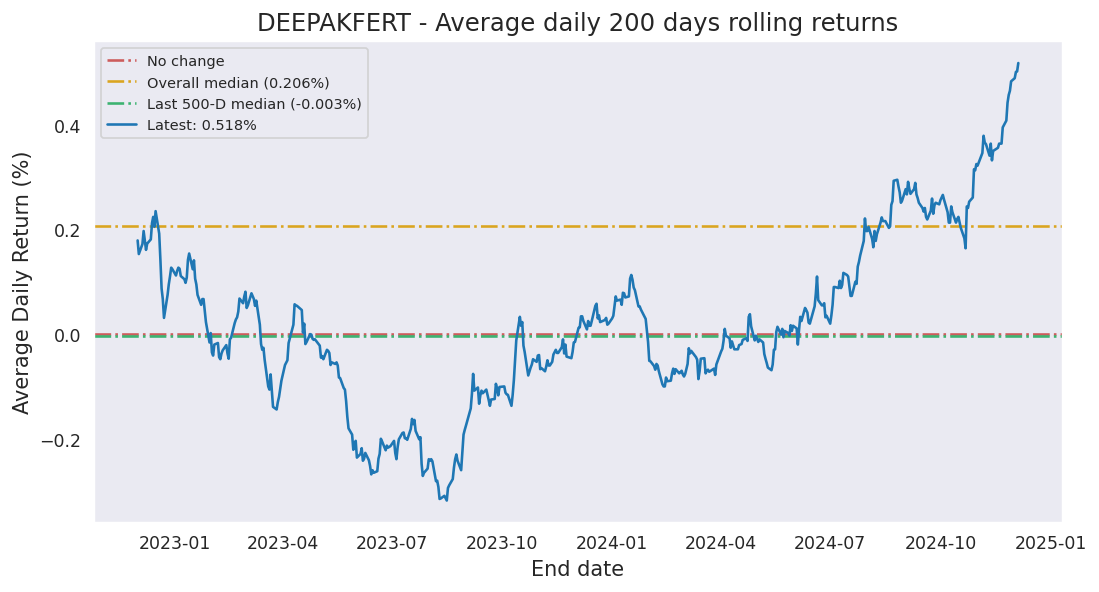 DEEPAKFERT - Average daily 200 days rolling returns
No change
Overall median (0.206%)
Last 500-D median (-0.003%)
Latest: 0.518%
Average Daily Return (%)
0.4
0.2
0.0
−0.2
2023-01 2023-04 2023-07 2023-10 2024-01 2024-04 2024-07 2024-10 2025-01
End date